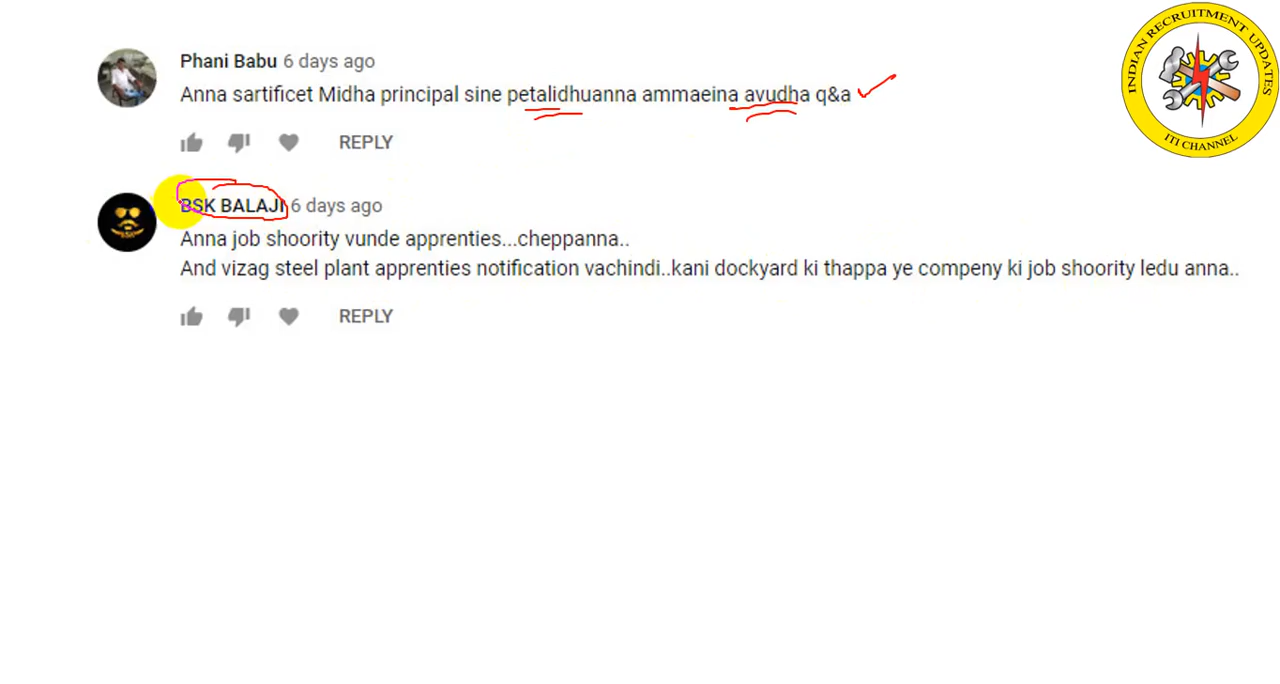 INDIAN RECRUITMENT UPDATES
ITI CHANNEL
Phani Babu 6 days ago
Anna sartificet Midha principal sine petalidhuanna ammaeina avudha q&a
REPLY
BSK BALAJI 6 days ago
Anna job shoority vunde apprenties...cheppanna..
And vizag steel plant apprenties notification vachindi..kani dockyard ki thappa ye compeny ki job shoority ledu anna..
REPLY